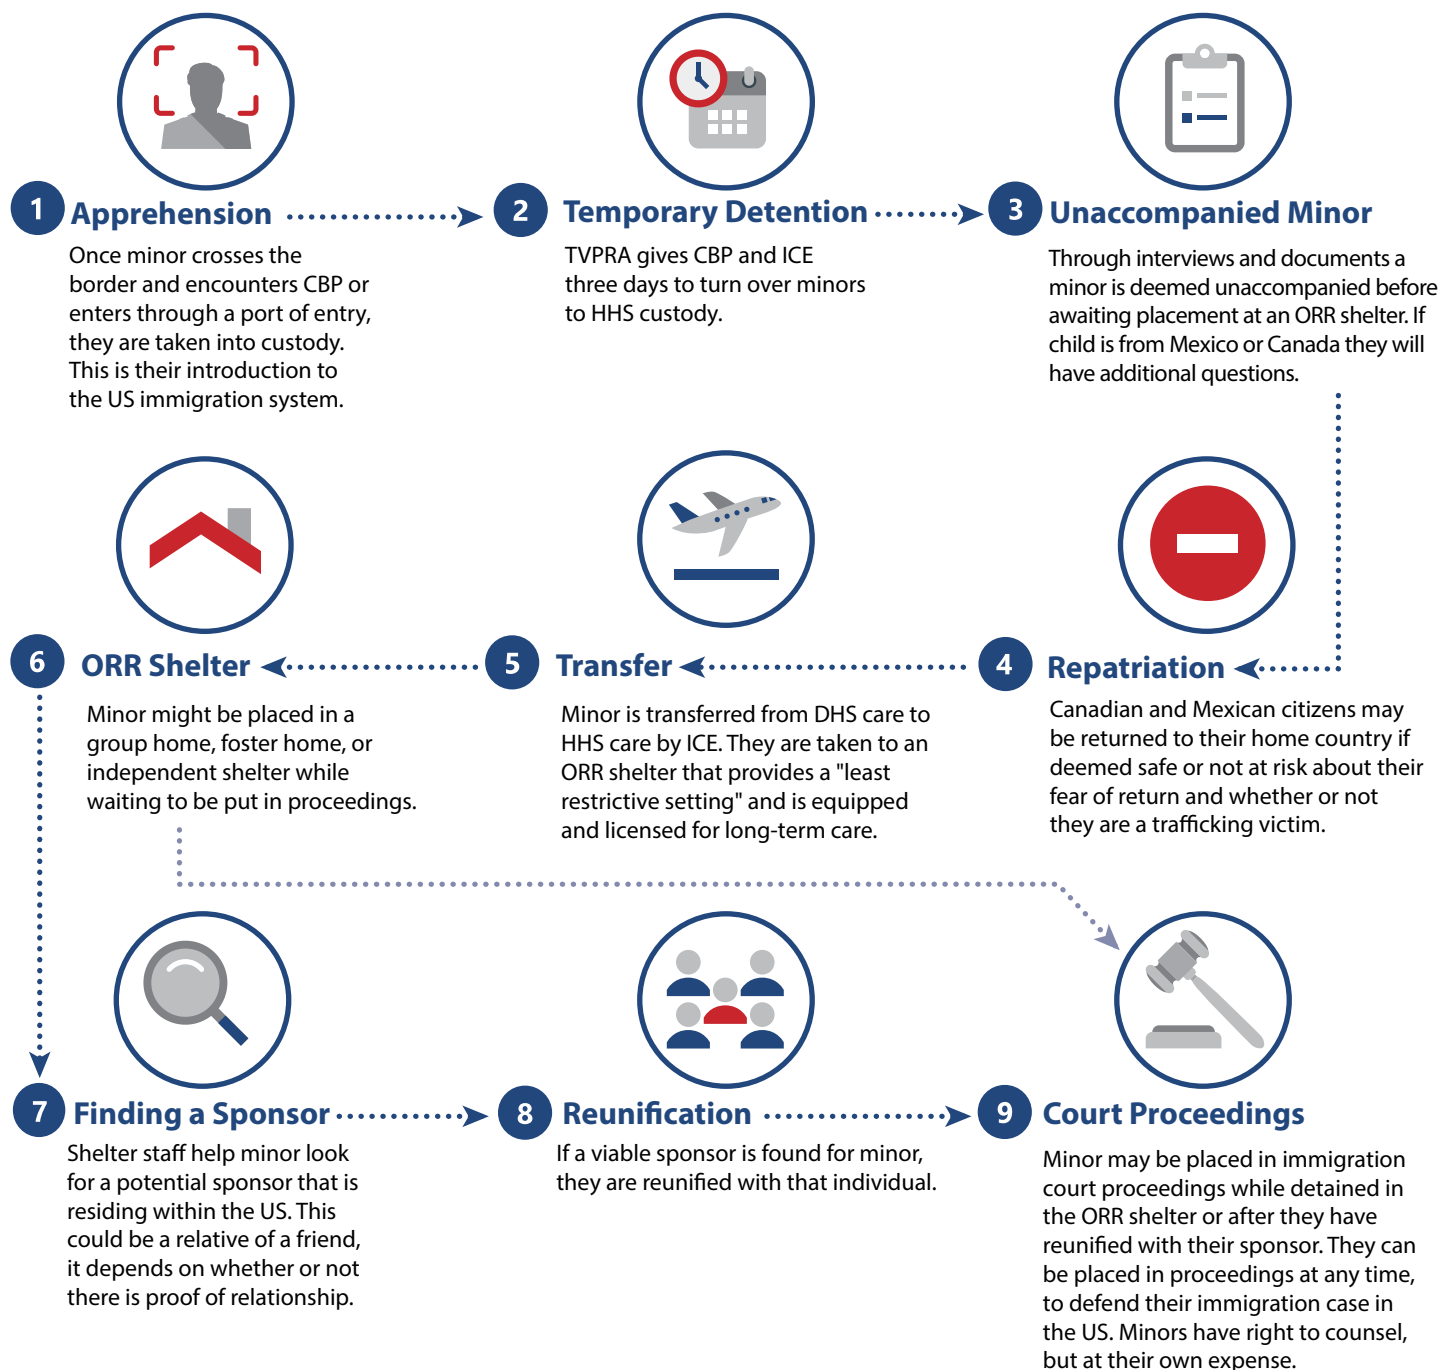 1 Apprehension
Once minor crosses the
border and encounters CBP or
enters through a port of entry,
they are taken into custody.
This is their introduction to
the US immigration system.
2 Temporary Detention
TVPRA gives CBP and ICE
three days to turn over minors
to HHS custody.
3 Unaccompanied Minor
Through interviews and documents a
minor is deemed unaccompanied before
awaiting placement at an ORR shelter. If
child is from Mexico or Canada they will
have additional questions.
4 Repatriation
Canadian and Mexican citizens may
be returned to their home country if
deemed safe or not at risk about their
fear of return and whether or not
they are a trafficking victim.
5 Transfer
Minor is transferred from DHS care to
HHS care by ICE. They are taken to an
ORR shelter that provides a "least
restrictive setting" and is equipped
and licensed for long-term care.
6 ORR Shelter
Minor might be placed in a
group home, foster home, or
independent shelter while
waiting to be put in proceedings.
7 Finding a Sponsor
Shelter staff help minor look
for a potential sponsor that is
residing within the US. This
could be a relative of a friend,
it depends on whether or not
there is proof of relationship.
8 Reunification
If a viable sponsor is found for minor,
they are reunified with that individual.
9 Court Proceedings
Minor may be placed in immigration
court proceedings while detained in
the ORR shelter or after they have
reunified with their sponsor. They can
be placed in proceedings at any time,
to defend their immigration case in
the US. Minors have right to counsel,
but at their own expense.